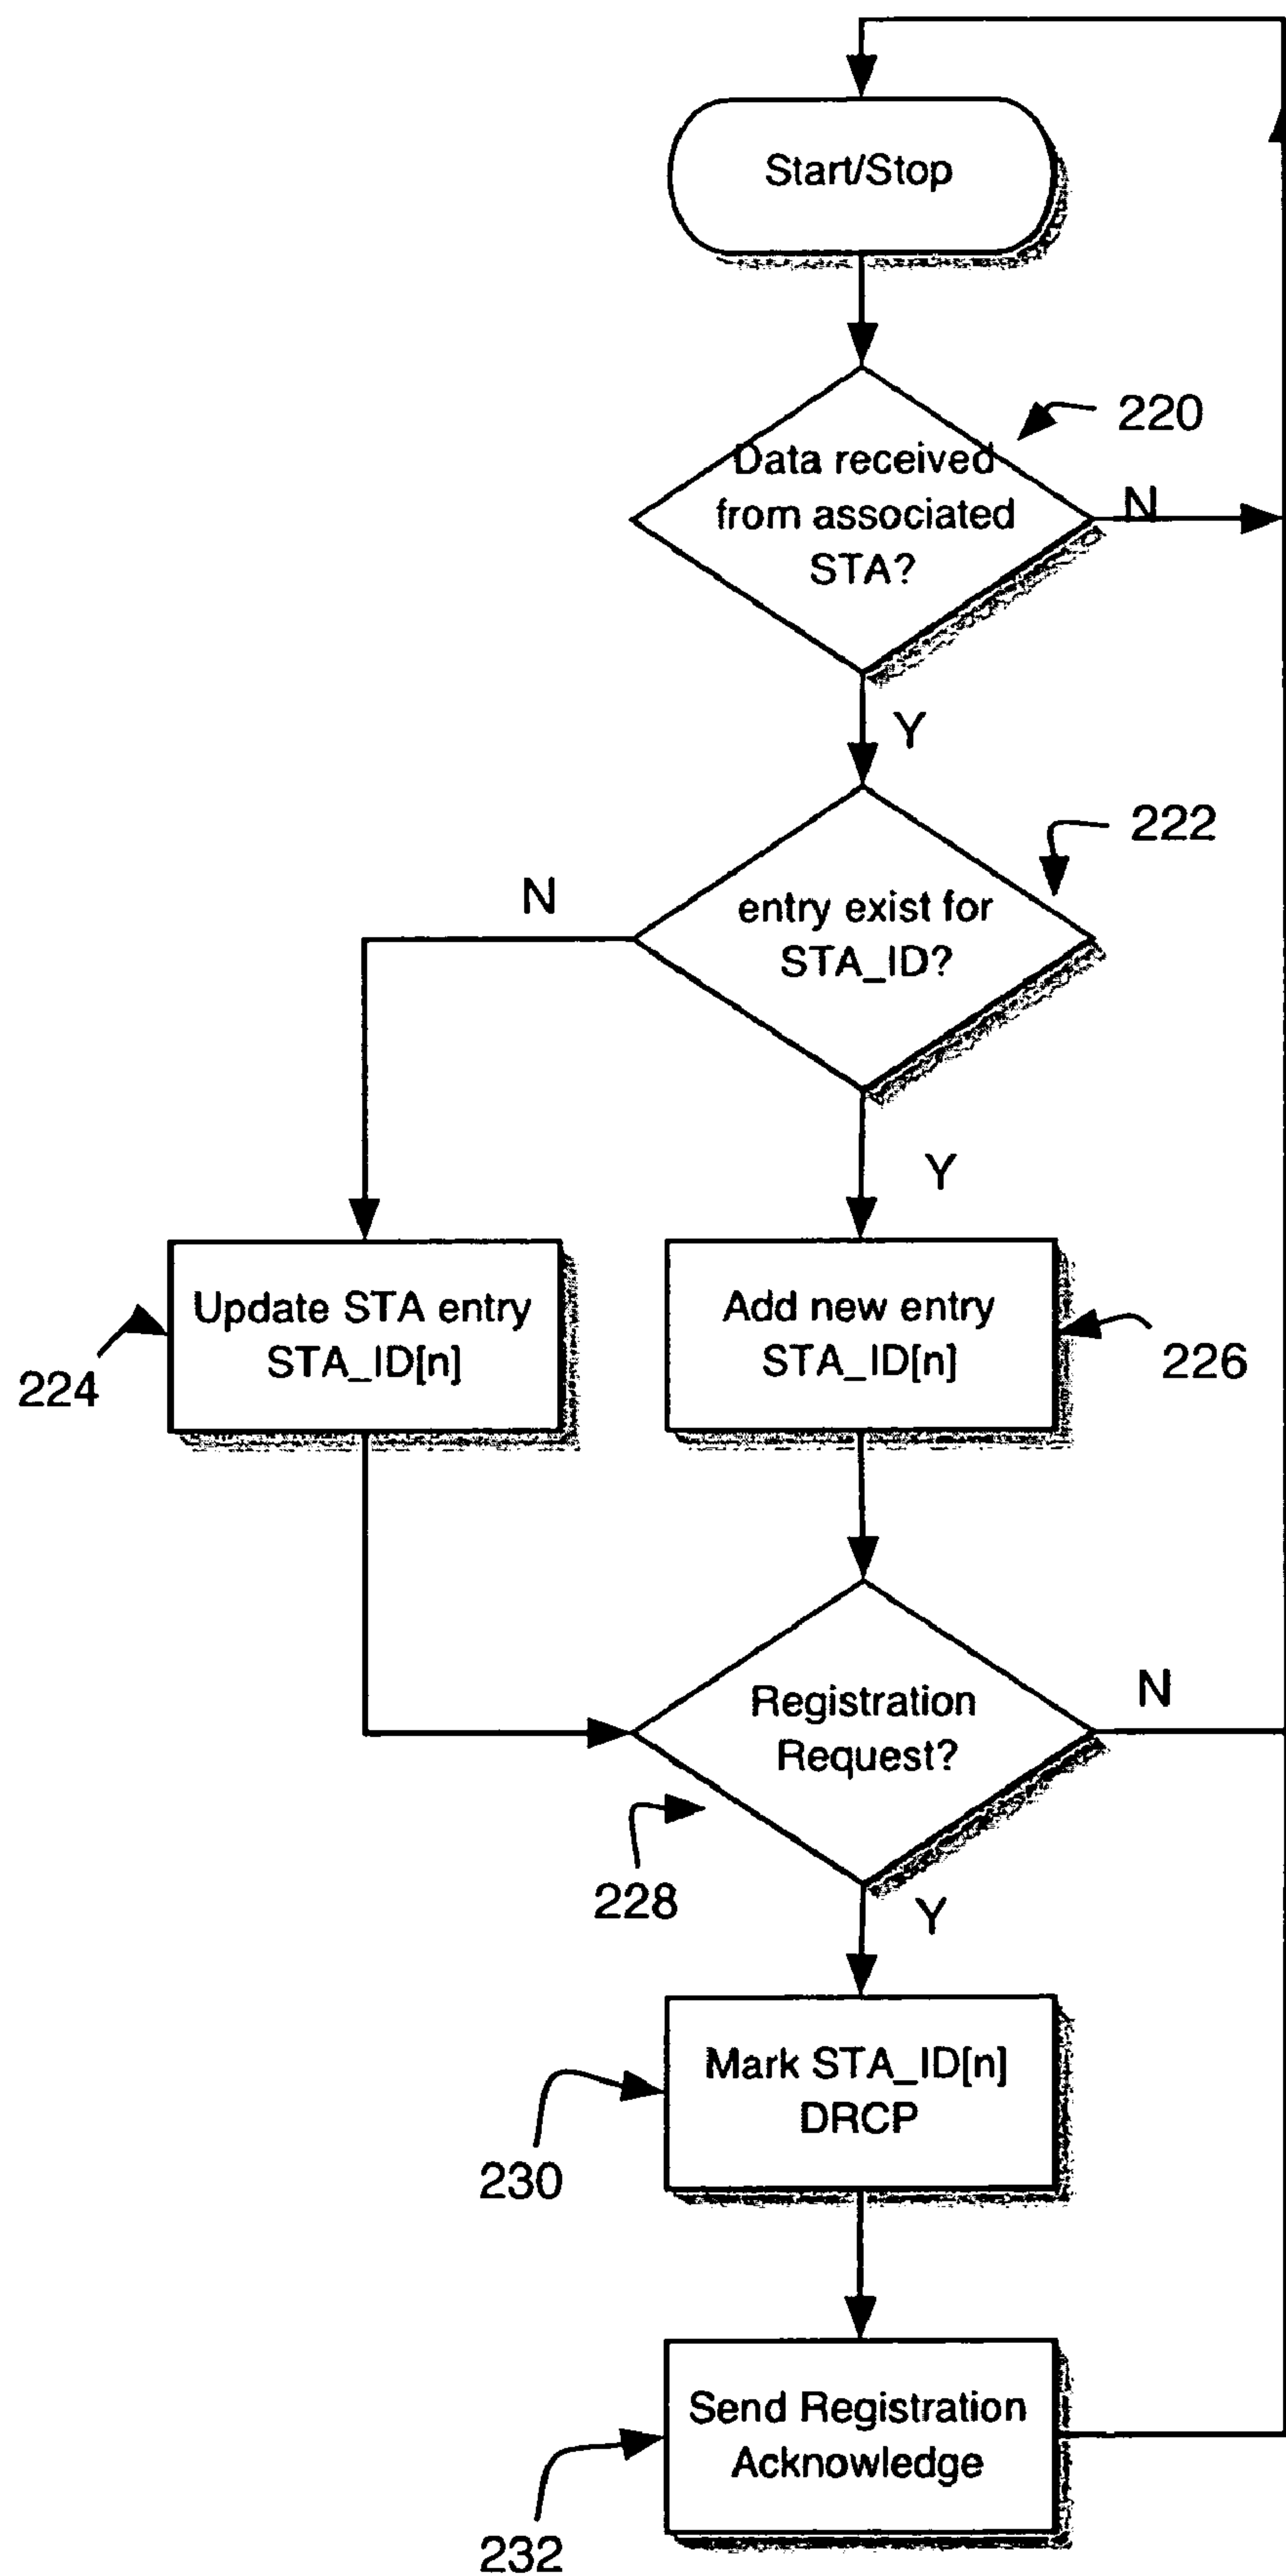 Start/Stop
220
Data received
from associated
STA?
N
Y
222
entry exist for
STA_ID?
N
Y
Update STA entry
STA_ID[n]
224
Add new entry
STA_ID[n]
226
Registration
Request?
N
228
Y
Mark STA_ID[n]
DRCP
230
Send Registration
Acknowledge
232